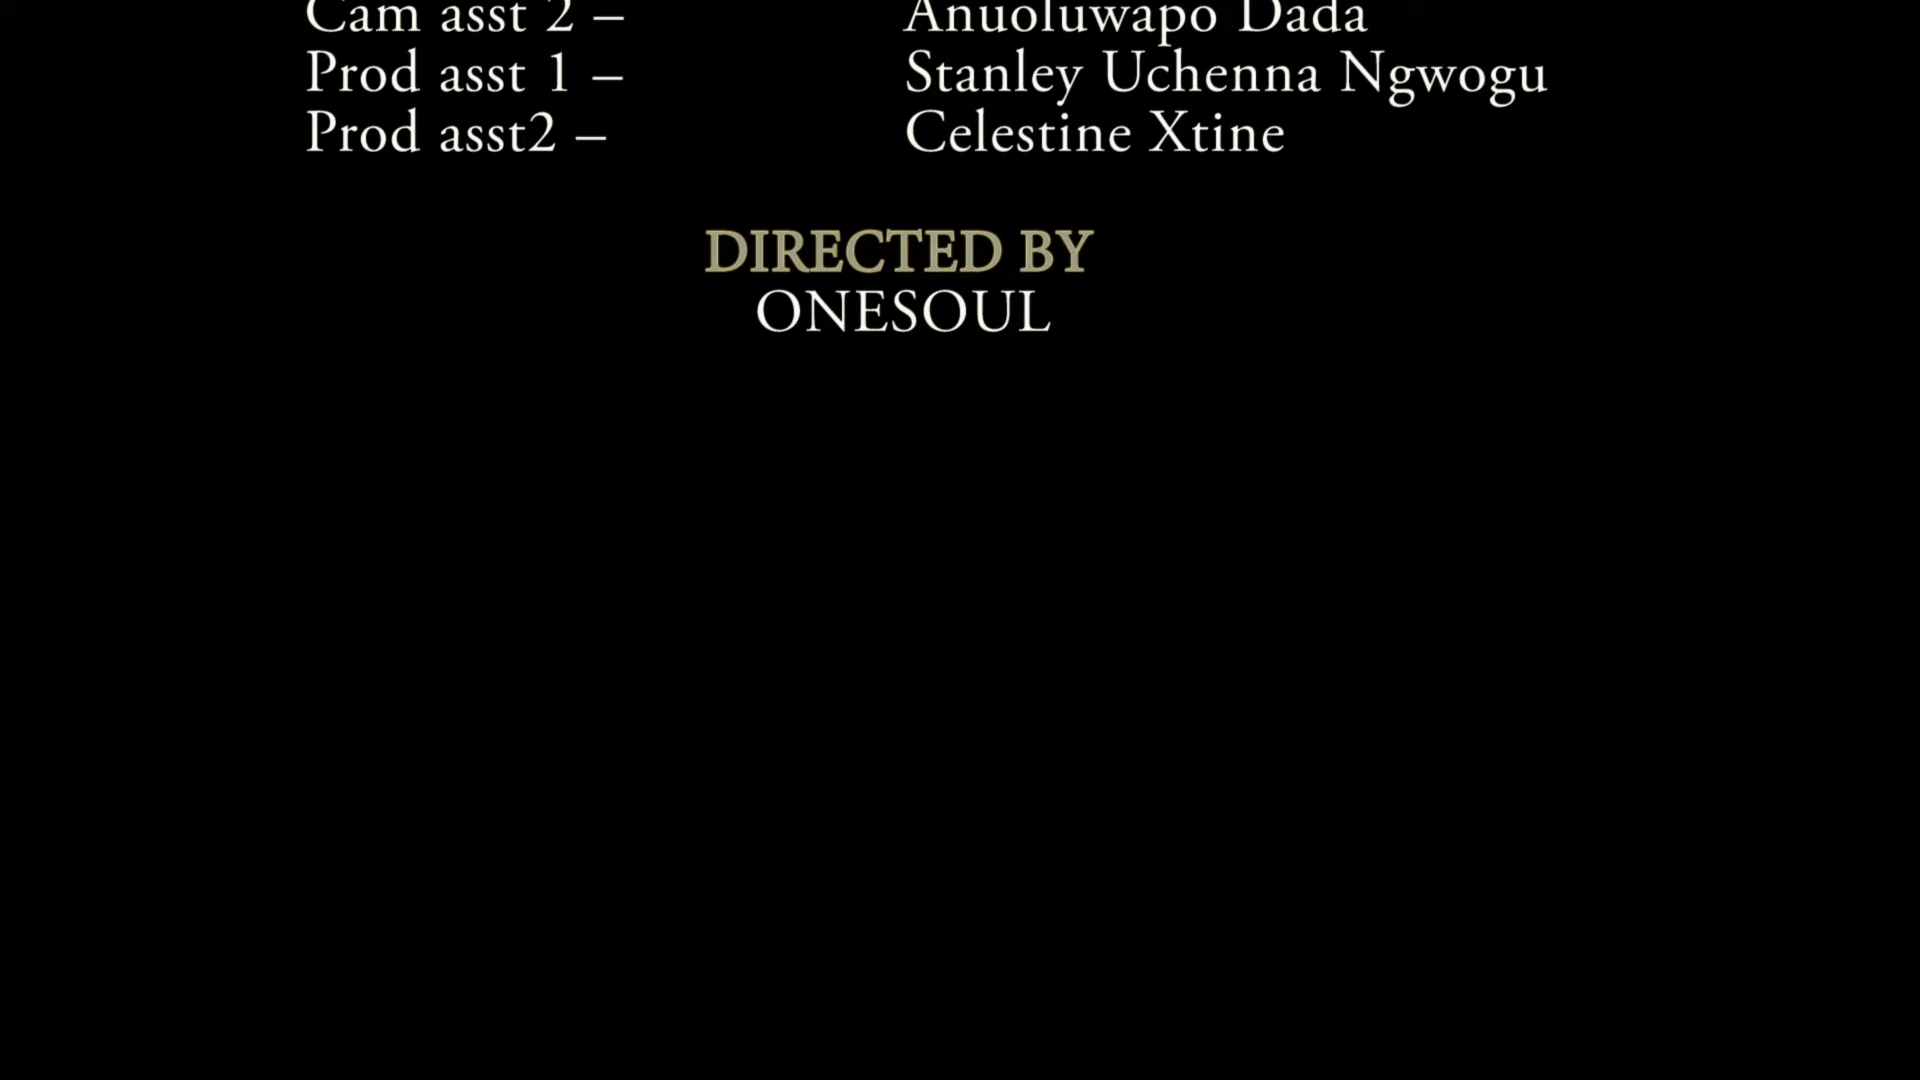 Cam asst 2 – Anuoluwapo Dada
Prod asst 1 – Stanley Uchenna Ngwogu
Prod asst2 – Celestine Xtine
DIRECTED BY
ONESOUL